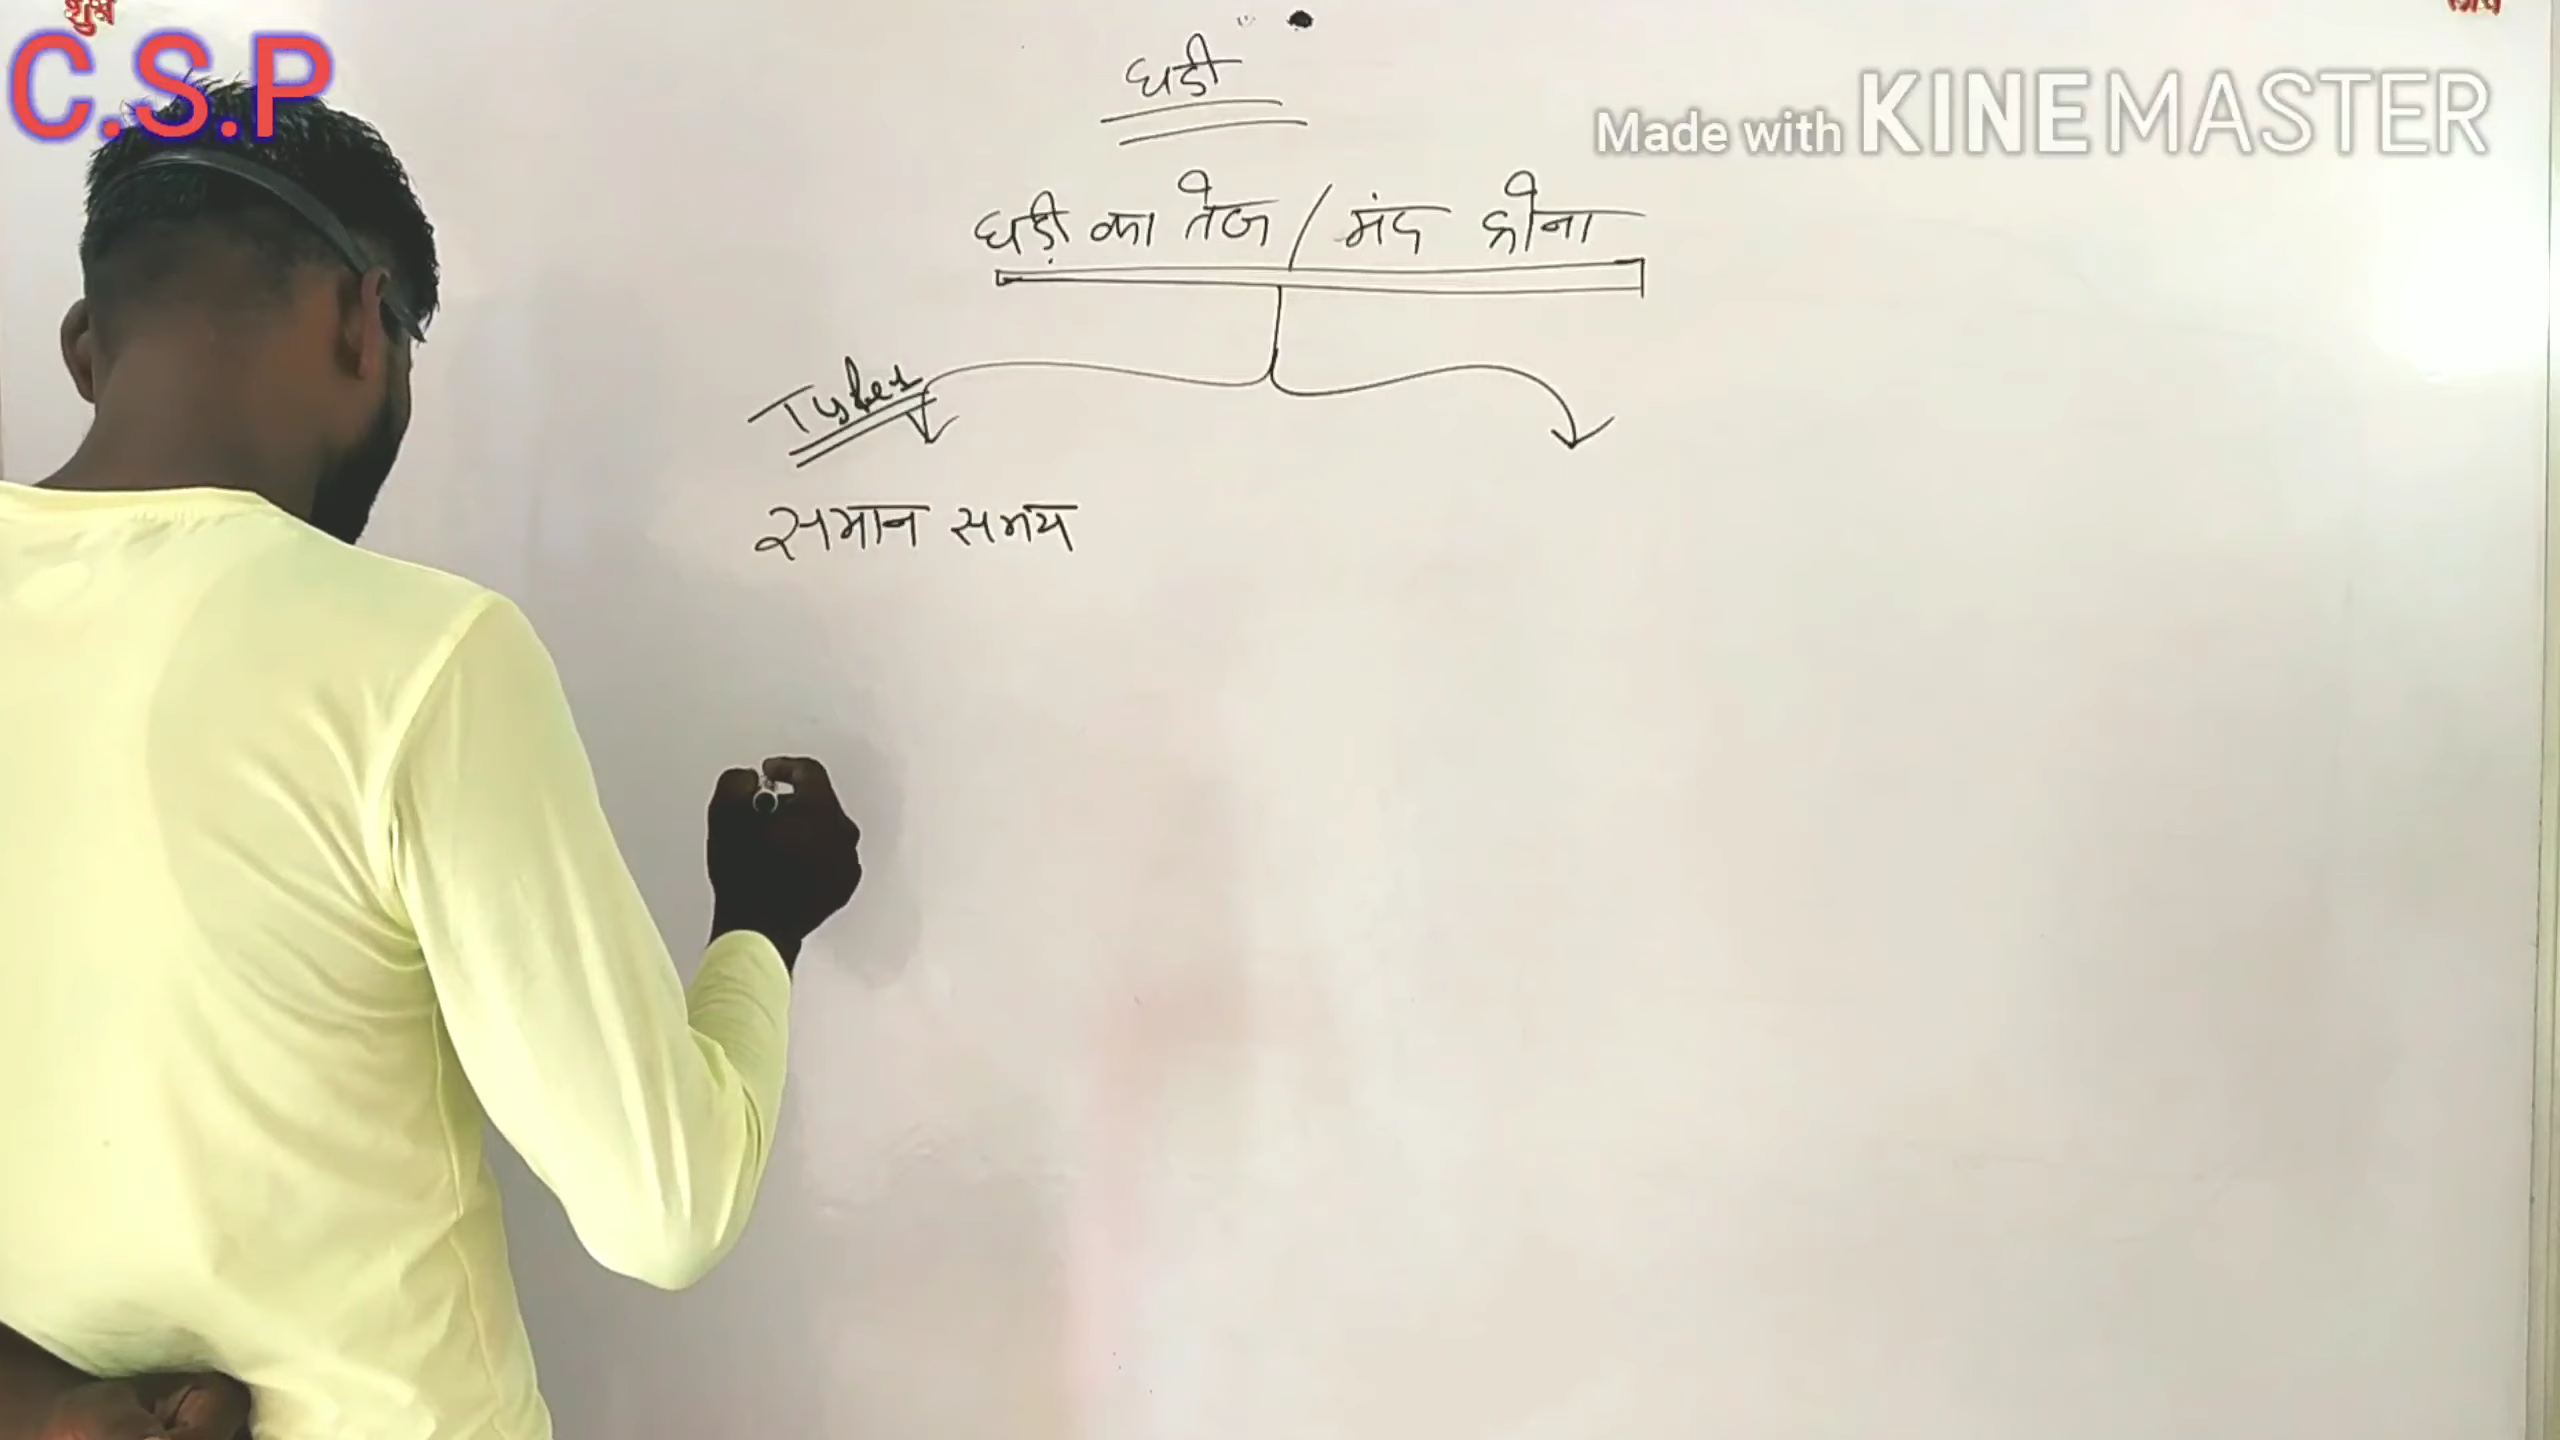 शुभ
C.S.P
Made with KINEMASTER
घडी
घड़ी का तेज / मंद होना
Types
समान समय